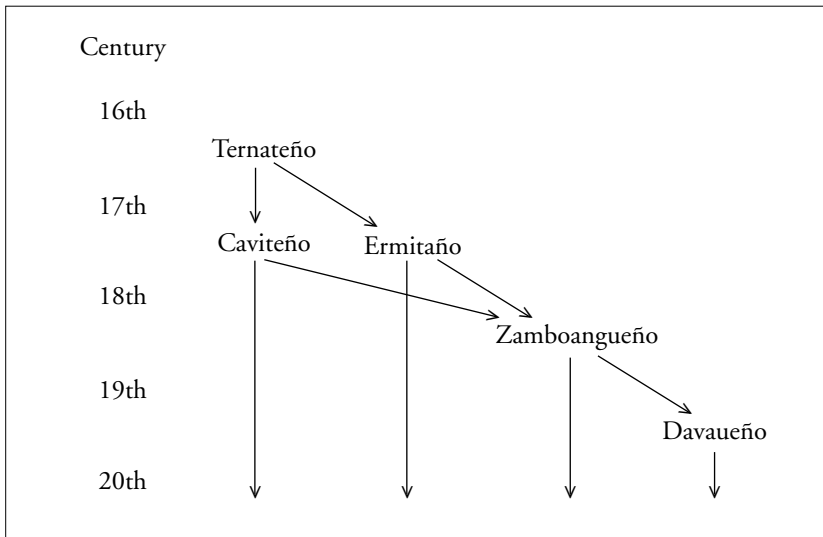 Century
16th
Ternateño
17th
Caviteño
Ermitaño
18th
Zamboangueño
19th
Davaueño
20th